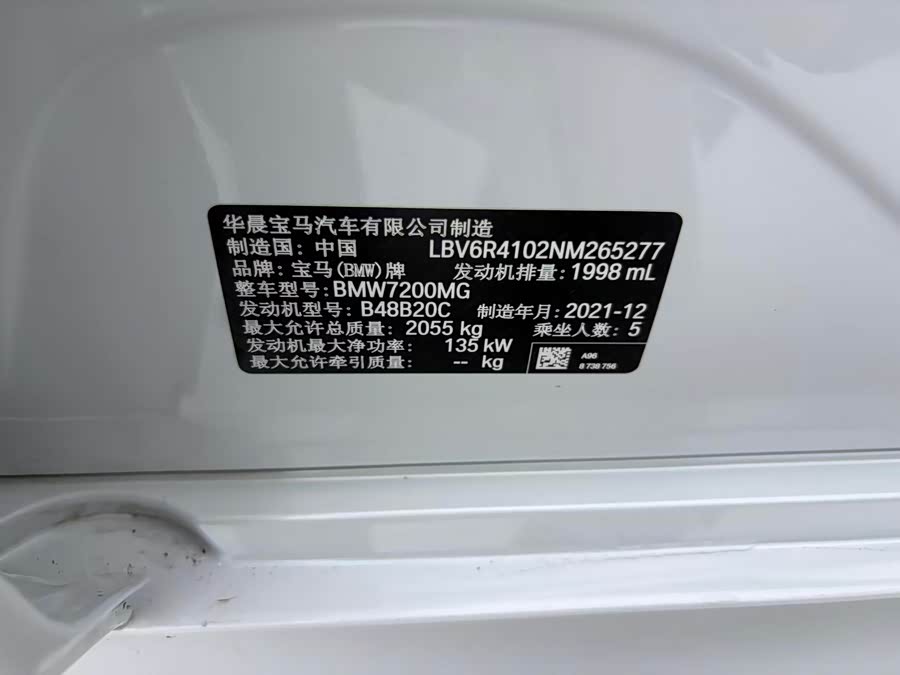 华晨宝马汽车有限公司制造
制造国: 中国 LBV6R4102NM265277
品牌: 宝马(BMW)牌 发动机排量: 1998 mL
整车型号: BMW7200MG
发动机型号: B48B20C 制造年月: 2021-12
最大允许总质量: 2055 kg 乘坐人数: 5
发动机最大净功率: 135 kW
最大允许牵引质量: -- kg
A96
8 738 756